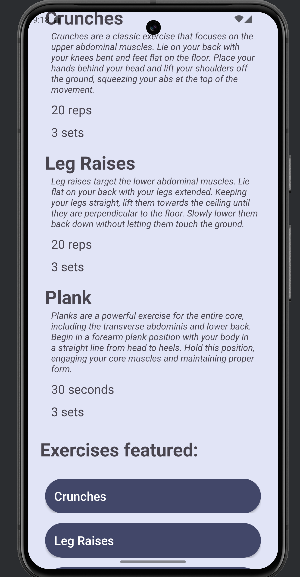 Crunches
Crunches are a classic exercise that focuses on the
upper abdominal muscles. Lie on your back with
your knees bent and feet flat on the floor. Place your
hands behind your head and lift your shoulders off
the ground, squeezing your abs at the top of the
movement.
20 reps
3 sets
Leg Raises
Leg raises target the lower abdominal muscles. Lie
flat on your back with your legs extended. Keeping
your legs straight, lift them towards the ceiling until
they are perpendicular to the floor. Slowly lower them
back down without letting them touch the ground.
20 reps
3 sets
Plank
Planks are a powerful exercise for the entire core,
including the transverse abdominis and lower back.
Begin in a forearm plank position with your body in
a straight line from head to heels. Hold this position,
engaging your core muscles and maintaining proper
form.
30 seconds
3 sets
Exercises featured:
Crunches
Leg Raises